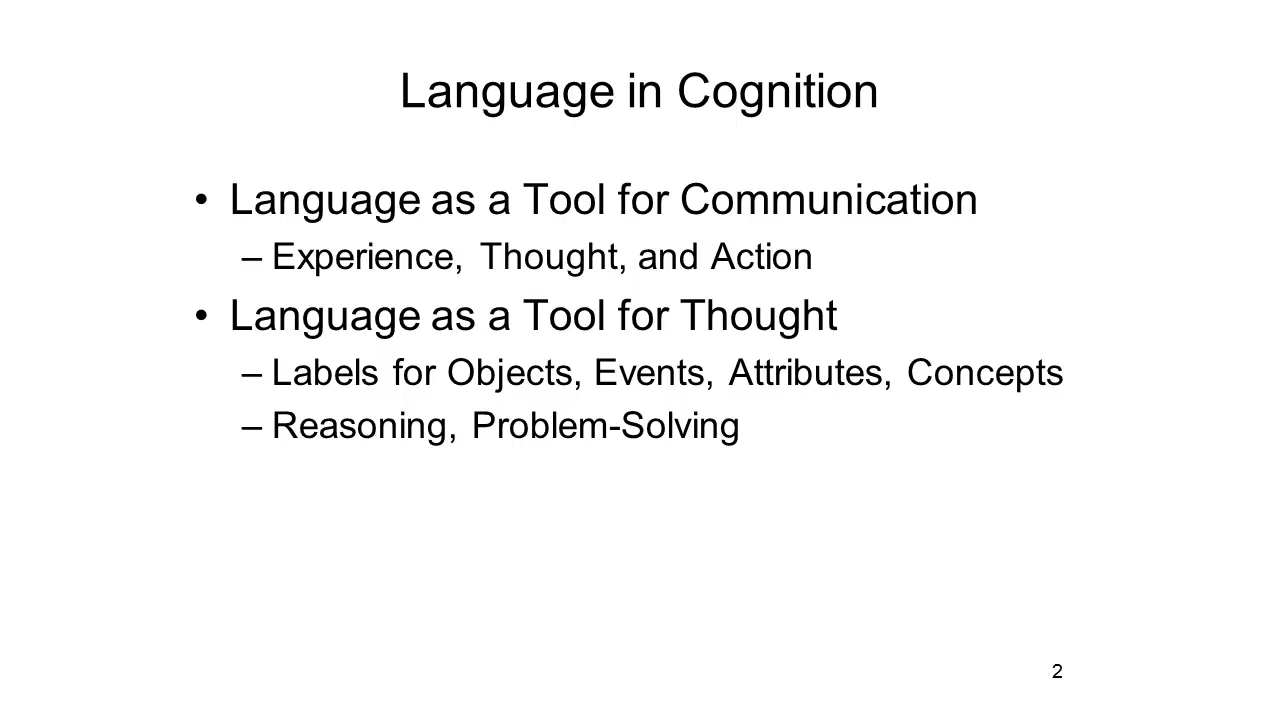 Language in Cognition
• Language as a Tool for Communication
– Experience, Thought, and Action
• Language as a Tool for Thought
– Labels for Objects, Events, Attributes, Concepts
– Reasoning, Problem-Solving
2